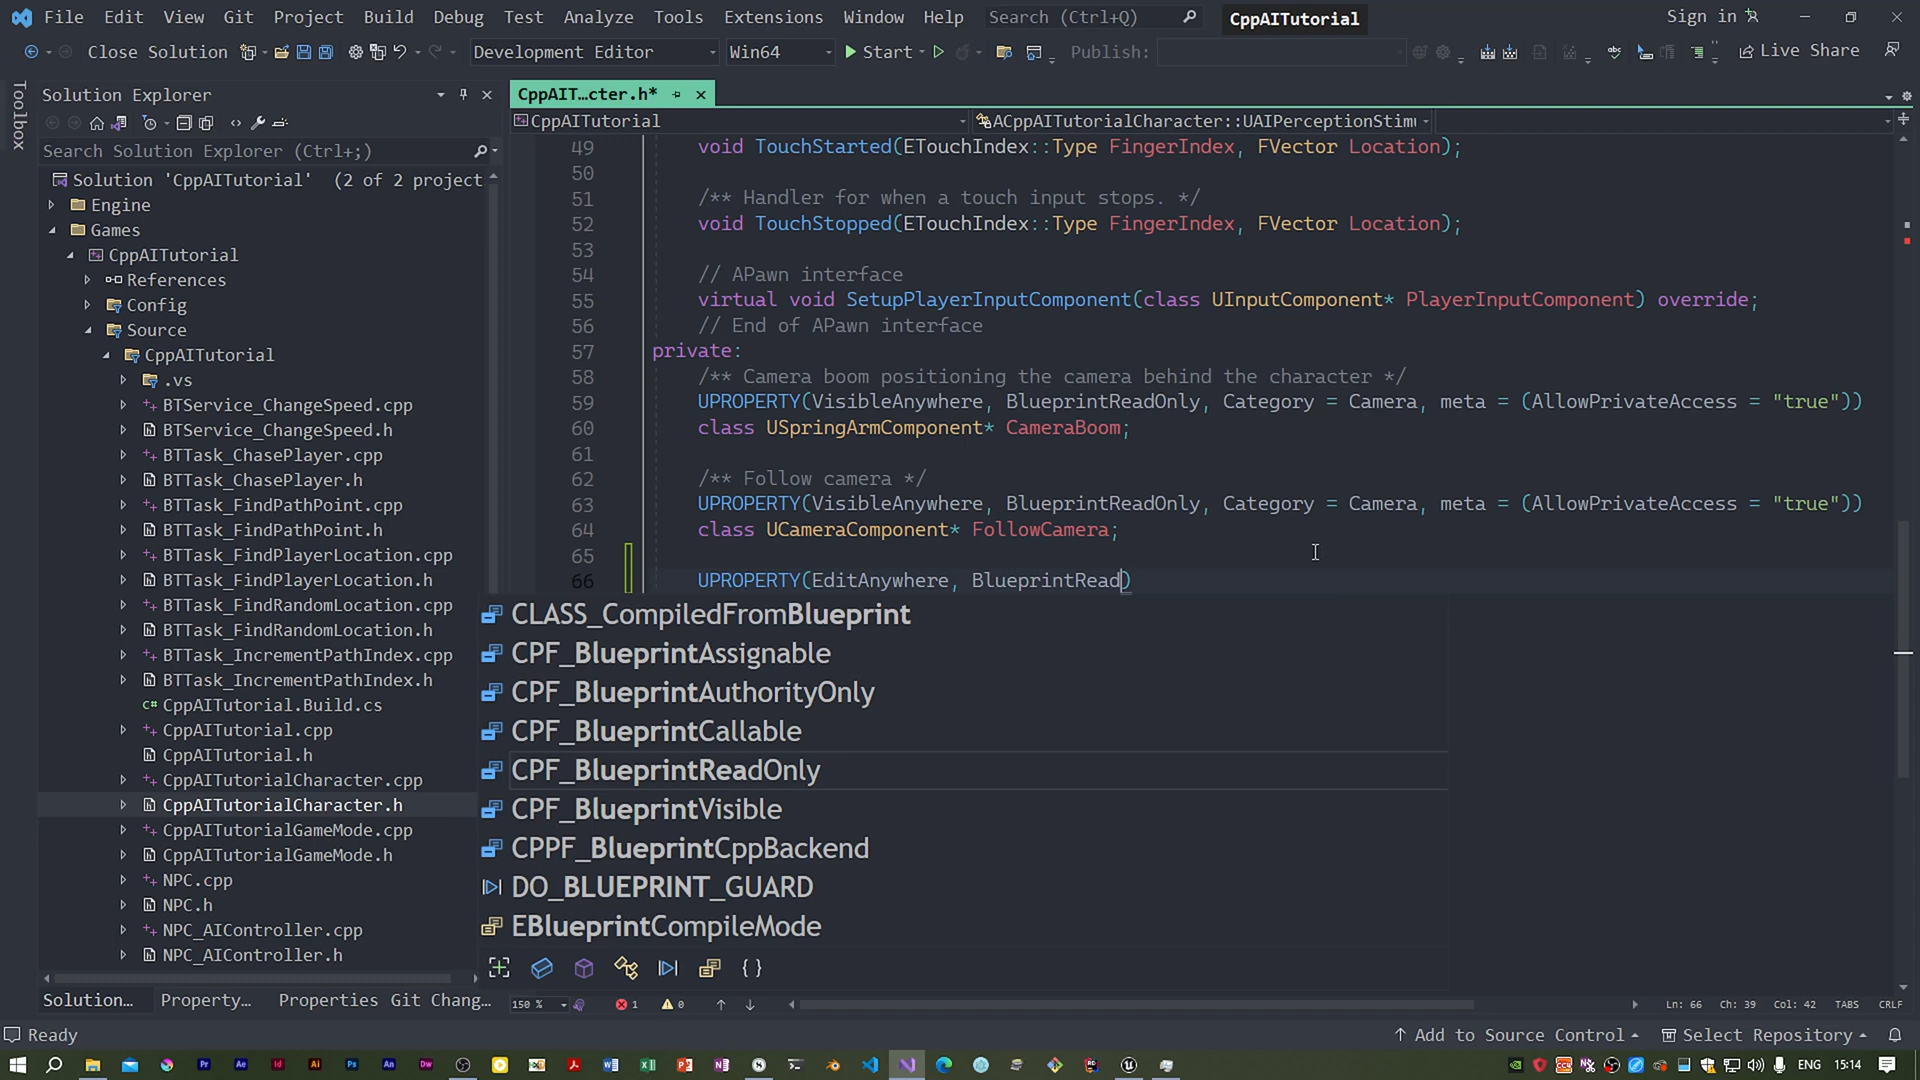 File Edit View Git Project Build Debug Test Analyze Tools Extensions Window Help Search (Ctrl+Q) CppAITutorial Sign in
Close Solution Development Editor Win64 Start Publish: Live Share
Toolbox
Solution Explorer
Search Solution Explorer (Ctrl+;)
Solution 'CppAITutorial' (2 of 2 project
Engine
Games
CppAITutorial
References
Config
Source
CppAITutorial
.vs
BTService_ChangeSpeed.cpp
BTService_ChangeSpeed.h
BTTask_ChasePlayer.cpp
BTTask_ChasePlayer.h
BTTask_FindPathPoint.cpp
BTTask_FindPathPoint.h
BTTask_FindPlayerLocation.cpp
BTTask_FindPlayerLocation.h
BTTask_FindRandomLocation.cpp
BTTask_FindRandomLocation.h
BTTask_IncrementPathIndex.cpp
BTTask_IncrementPathIndex.h
CppAITutorial.Build.cs
CppAITutorial.cpp
CppAITutorial.h
CppAITutorialCharacter.cpp
CppAITutorialCharacter.h
CppAITutorialGameMode.cpp
CppAITutorialGameMode.h
NPC.cpp
NPC.h
NPC_AIController.cpp
NPC_AIController.h
Solution... Property... Properties Git Chang...
CppAIT...cter.h*
CppAITutorial ACppAITutorialCharacter::UAIPerceptionStimu
49 void TouchStarted(ETouchIndex::Type FingerIndex, FVector Location);
50
51 /** Handler for when a touch input stops. */
52 void TouchStopped(ETouchIndex::Type FingerIndex, FVector Location);
53
54 // APawn interface
55 virtual void SetupPlayerInputComponent(class UInputComponent* PlayerInputComponent) override;
56 // End of APawn interface
57 private:
58 /** Camera boom positioning the camera behind the character */
59 UPROPERTY(VisibleAnywhere, BlueprintReadOnly, Category = Camera, meta = (AllowPrivateAccess = "true"))
60 class USpringArmComponent* CameraBoom;
61
62 /** Follow camera */
63 UPROPERTY(VisibleAnywhere, BlueprintReadOnly, Category = Camera, meta = (AllowPrivateAccess = "true"))
64 class UCameraComponent* FollowCamera;
65
66 UPROPERTY(EditAnywhere, BlueprintRead)
CLASS_CompiledFromBlueprint
CPF_BlueprintAssignable
CPF_BlueprintAuthorityOnly
CPF_BlueprintCallable
CPF_BlueprintReadOnly
CPF_BlueprintVisible
CPPF_BlueprintCppBackend
DO_BLUEPRINT_GUARD
EBlueprintCompileMode
150 % 1 0 Ln: 66 Ch: 39 Col: 42 TABS CRLF
Ready Add to Source Control Select Repository
ENG 15:14